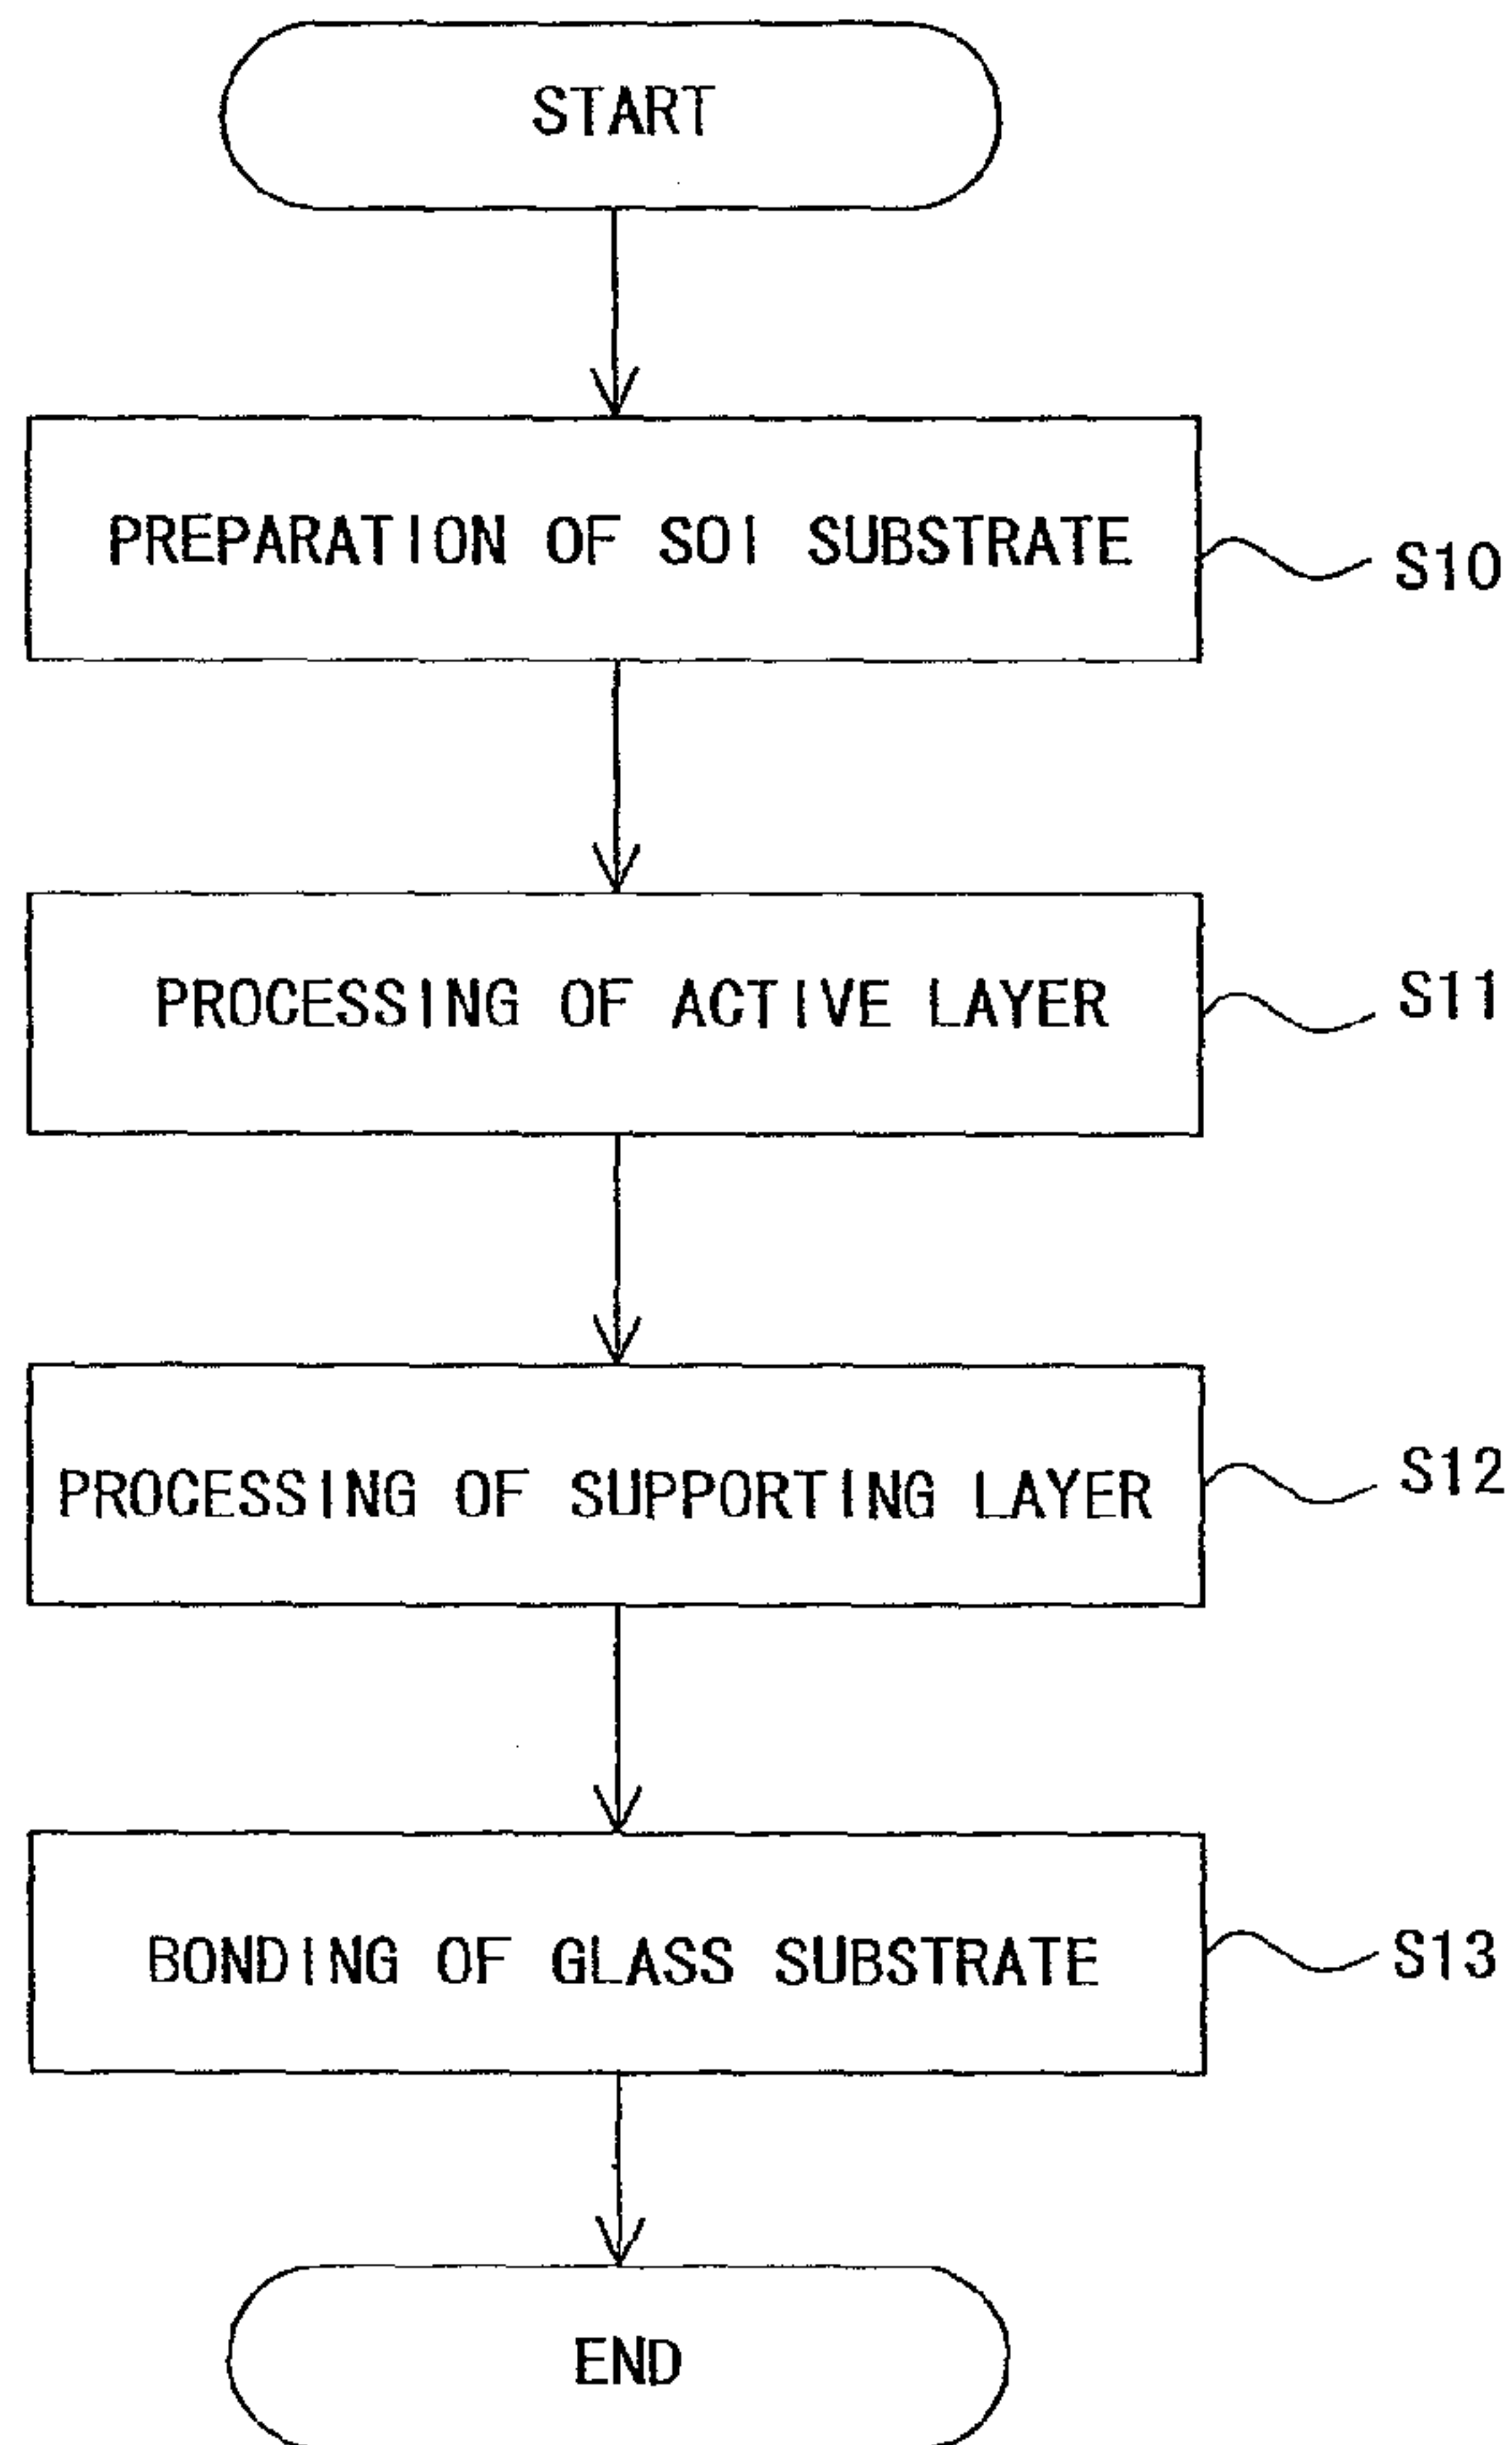 START
PREPARATION OF SOI SUBSTRATE
S10
PROCESSING OF ACTIVE LAYER
S11
PROCESSING OF SUPPORTING LAYER
S12
BONDING OF GLASS SUBSTRATE
S13
END